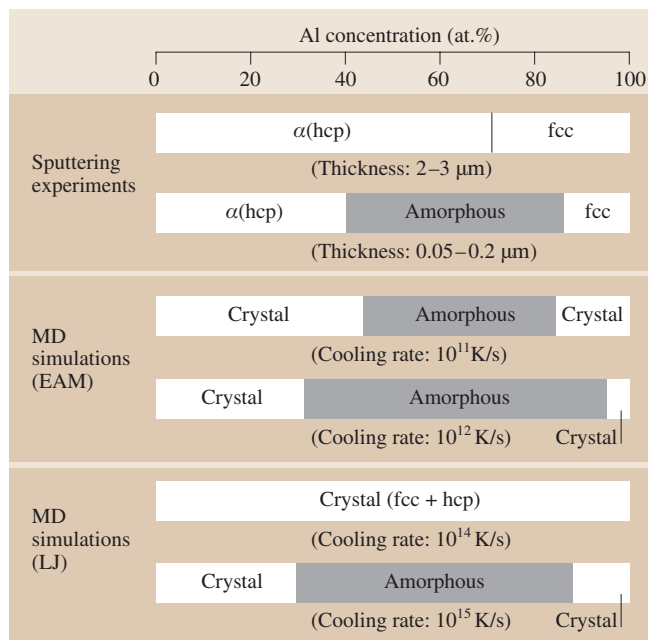 Al concentration (at.%)
0 20 40 60 80 100
Sputtering
experiments
α(hcp) fcc
(Thickness: 2–3 μm)
α(hcp) Amorphous fcc
(Thickness: 0.05–0.2 μm)
MD
simulations
(EAM)
Crystal Amorphous Crystal
(Cooling rate: 10¹¹K/s)
Crystal Amorphous
(Cooling rate: 10¹² K/s) Crystal
MD
simulations
(LJ)
Crystal (fcc + hcp)
(Cooling rate: 10¹⁴ K/s)
Crystal Amorphous
(Cooling rate: 10¹⁵ K/s) Crystal